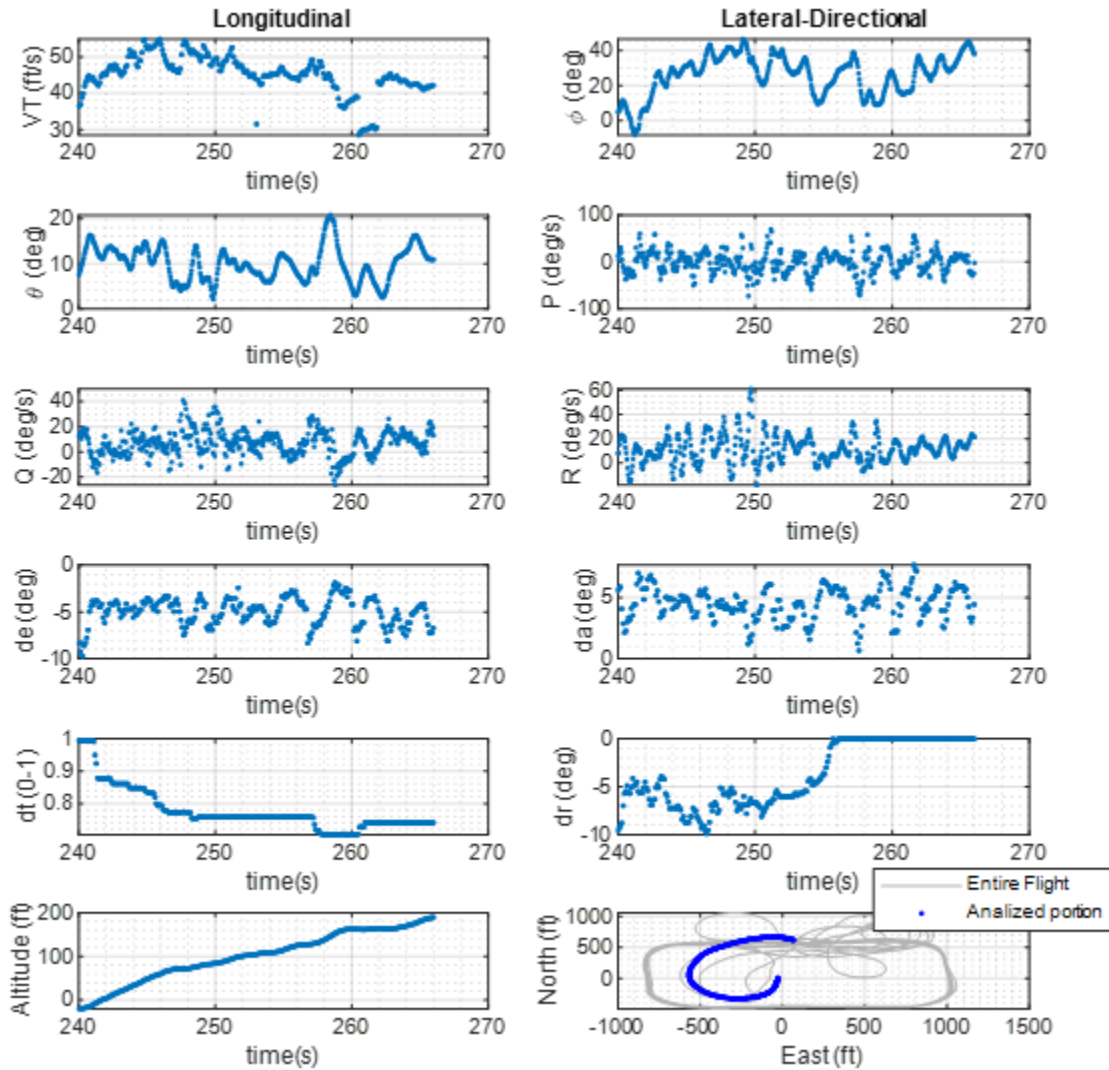 Longitudinal
VT (ft/s)
50
40
30
240 250 260 270
time(s)
Lateral-Directional
ϕ (deg)
40
20
0
240 250 260 270
time(s)
θ (deg)
20
10
0
240 250 260 270
time(s)
P (deg/s)
100
0
-100
240 250 260 270
time(s)
Q (deg/s)
40
20
0
-20
240 250 260 270
time(s)
R (deg/s)
60
40
20
0
240 250 260 270
time(s)
de (deg)
0
-5
-10
240 250 260 270
time(s)
da (deg)
5
0
240 250 260 270
time(s)
dt (0-1)
1
0.9
0.8
240 250 260 270
time(s)
dr (deg)
0
-5
-10
240 250 260 270
time(s)
Altitude (ft)
200
100
0
240 250 260 270
time(s)
Entire Flight
Analized portion
North (ft)
1000
500
0
-1000 -500 0 500 1000 1500
East (ft)